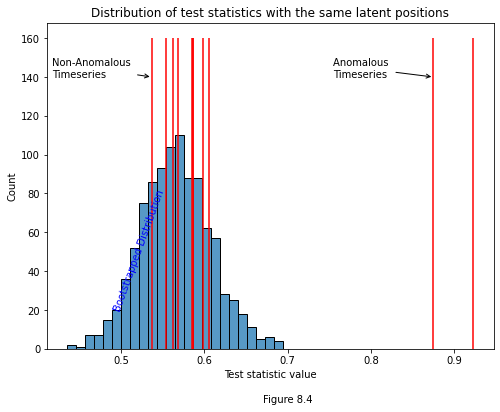 Distribution of test statistics with the same latent positions
160
140
120
100
80
60
40
20
0
Count
Non-Anomalous
Timeseries
Anomalous
Timeseries
Bootstrapped Distribution
0.5
0.6
0.7
0.8
0.9
Test statistic value
Figure 8.4